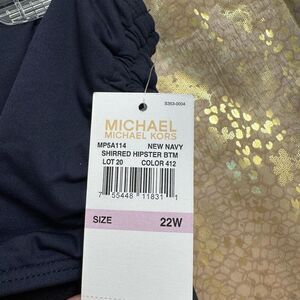 S353-0004
MICHAEL
MICHAEL KORS
MP5A114 NEW NAVY
SHIRRED HIPSTER BTM
LOT 20 COLOR 412
7 55448 11831 1
SIZE 22W